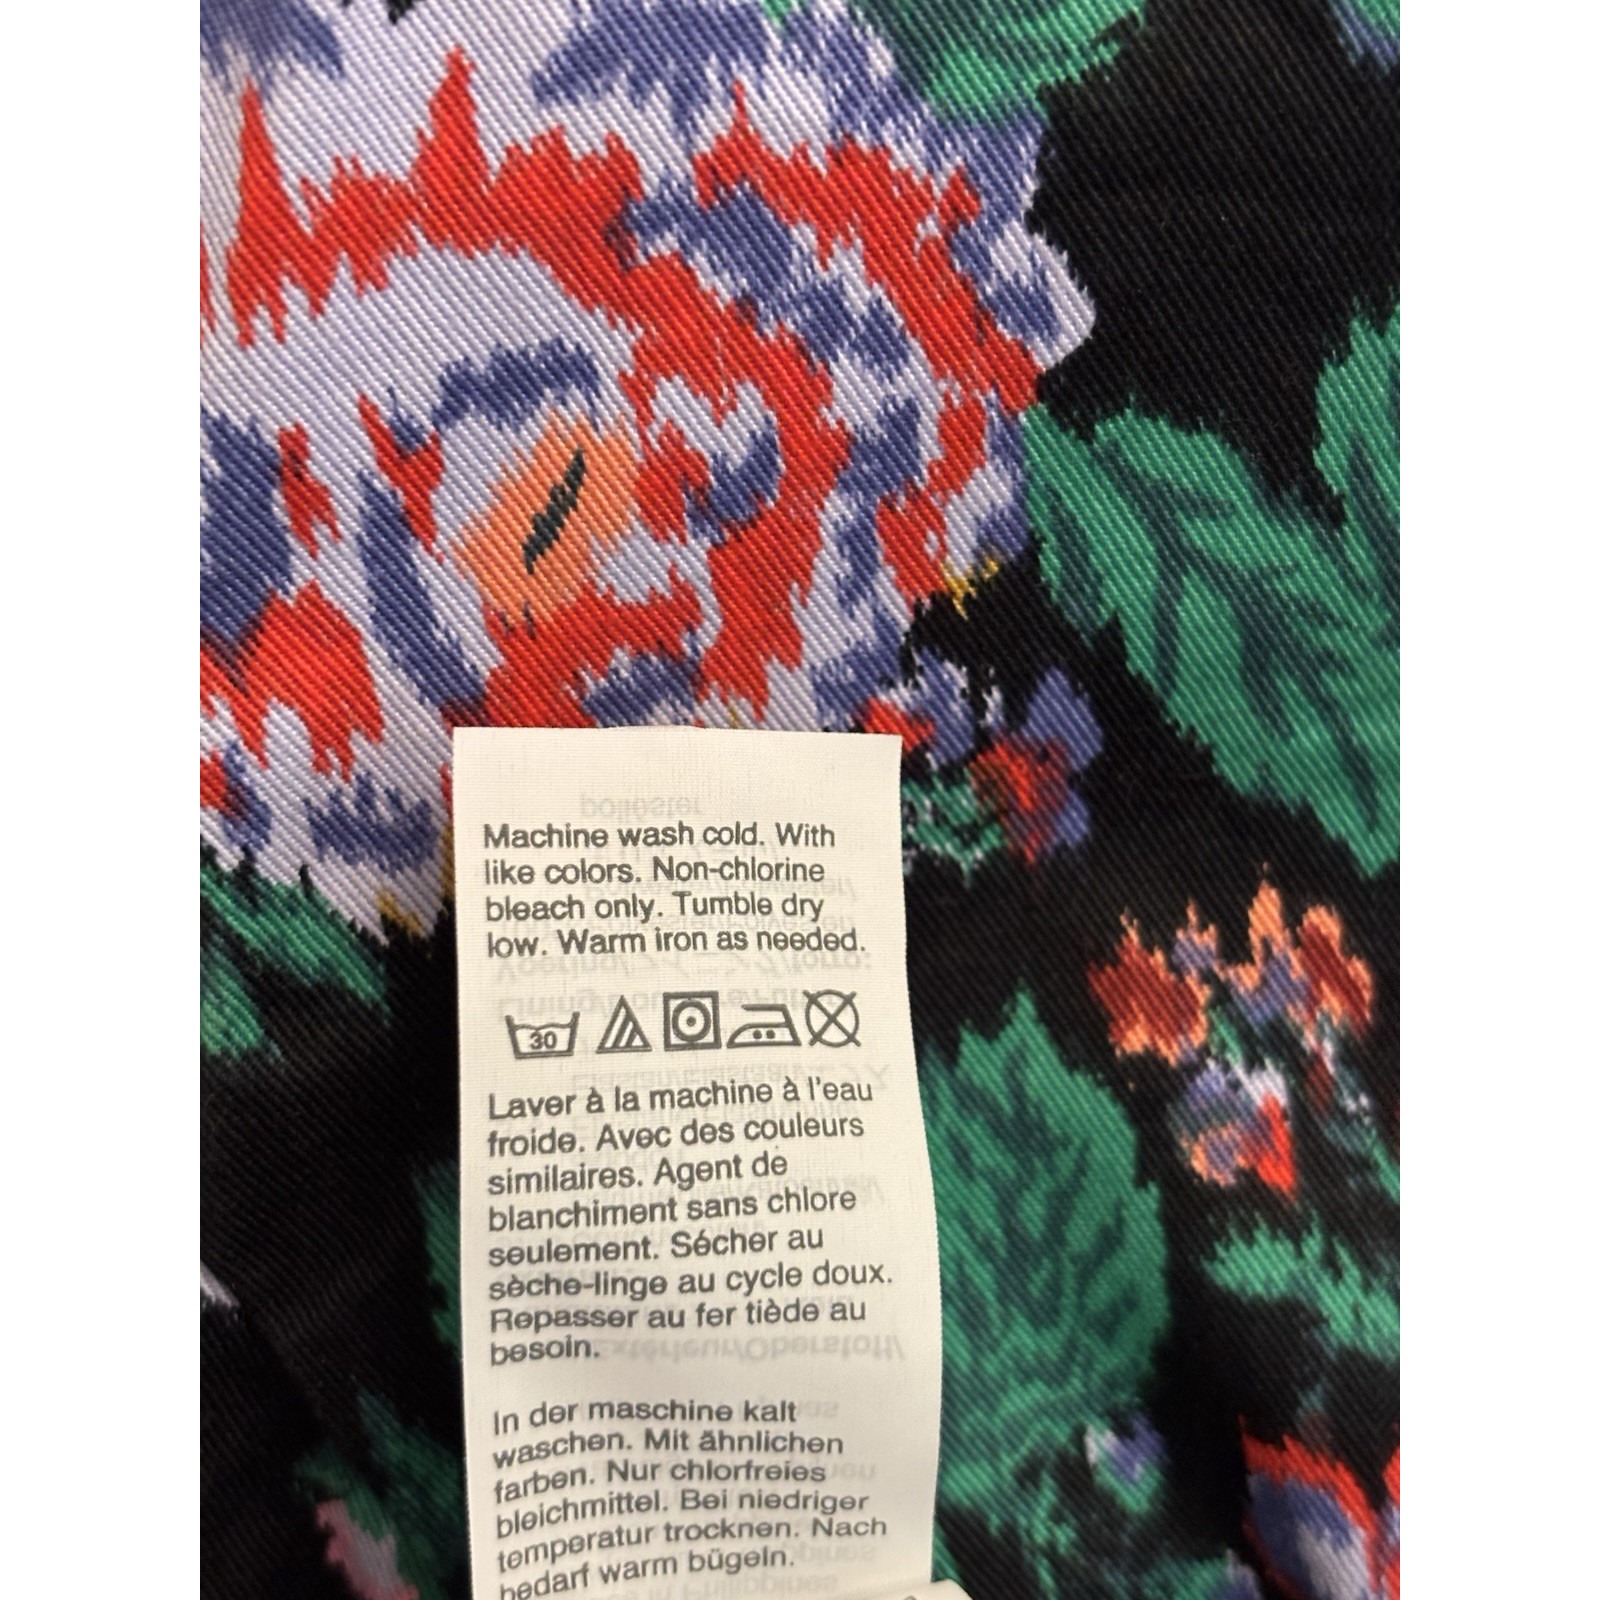 Machine wash cold. With
like colors. Non-chlorine
bleach only. Tumble dry
low. Warm iron as needed.
30
Laver à la machine à l'eau
froide. Avec des couleurs
similaires. Agent de
blanchiment sans chlore
seulement. Sécher au
sèche-linge au cycle doux.
Repasser au fer tiède au
besoin.
In der maschine kalt
waschen. Mit ähnlichen
farben. Nur chlorfreies
bleichmittel. Bei niedriger
temperatur trocknen. Nach
bedarf warm bügeln.